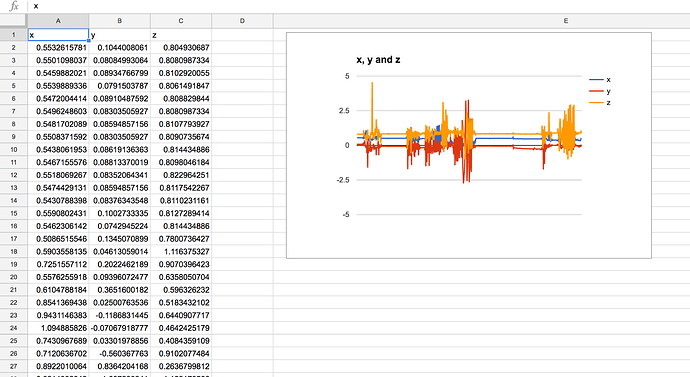 fx x
A B C D E
1 x y z
2 0.5532615781 0.1044008061 0.804930687
3 0.5501098037 0.08084993084 0.8080987334
4 0.5459882021 0.08934766799 0.8102920055
5 0.5539889336 0.0791503787 0.8061491847
6 0.5472004414 0.08910487592 0.808829844
7 0.5496248603 0.08303505927 0.8080987334
8 0.5481702089 0.08594857156 0.8107793927
9 0.5508371592 0.08303505927 0.8090735674
10 0.5438061953 0.08619136363 0.814434886
11 0.5467155576 0.08813370019 0.8098046184
12 0.5518069267 0.08352064341 0.822964251
13 0.5474429131 0.08594857156 0.8117542267
14 0.5430788398 0.08376343548 0.8110231161
15 0.5590802431 0.1002733335 0.8127289414
16 0.5462306142 0.0742945224 0.814434886
17 0.5086515546 0.1345070899 0.7800736427
18 0.5903558135 0.04613059014 1.116375327
19 0.7251557112 0.2022462189 0.9070396423
20 0.5576255918 0.09396072477 0.6358050704
21 0.6104788184 0.3651600182 0.596326232
22 0.8541369438 0.02500763536 0.5183432102
23 0.9431146383 -0.1186831445 0.6440907717
24 1.094885826 -0.07067918777 0.4642425179
25 0.7430967689 0.03301978856 0.4084359109
26 0.7120636702 -0.560367763 0.9102077484
27 0.8922010064 0.8364204168 0.2636799812
x, y and z
5
2.5
0
-2.5
-5
x
y
z